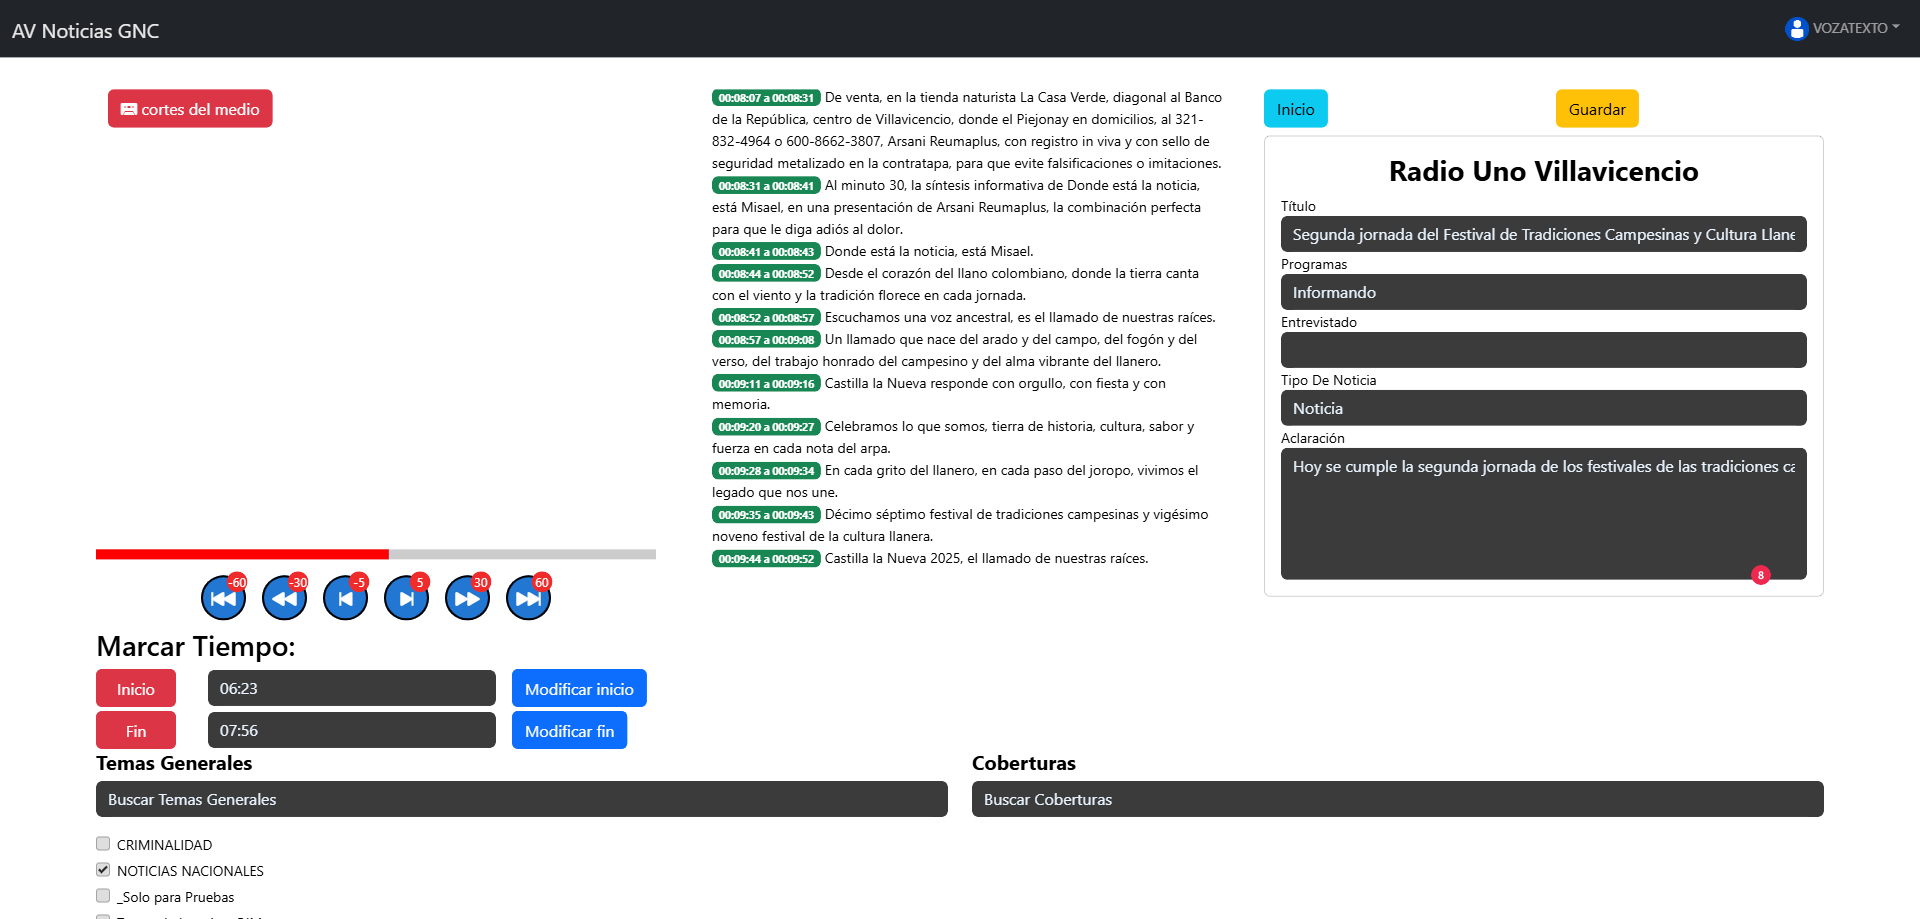 AV Noticias GNC
VOZATEXTO
cortes del medio
-60
-30
-5
5
30
60
Marcar Tiempo:
Inicio
06:23
Modificar inicio
Fin
07:56
Modificar fin
00:08:07 a 00:08:31 De venta, en la tienda naturista La Casa Verde, diagonal al Banco
de la República, centro de Villavicencio, donde el Piejonay en domicilios, al 321-
832-4964 o 600-8662-3807, Arsani Reumaplus, con registro in viva y con sello de
seguridad metalizado en la contratapa, para que evite falsificaciones o imitaciones.
00:08:31 a 00:08:41 Al minuto 30, la síntesis informativa de Donde está la noticia,
está Misael, en una presentación de Arsani Reumaplus, la combinación perfecta
para que le diga adiós al dolor.
00:08:41 a 00:08:43 Donde está la noticia, está Misael.
00:08:44 a 00:08:52 Desde el corazón del llano colombiano, donde la tierra canta
con el viento y la tradición florece en cada jornada.
00:08:52 a 00:08:57 Escuchamos una voz ancestral, es el llamado de nuestras raíces.
00:08:57 a 00:09:08 Un llamado que nace del arado y del campo, del fogón y del
verso, del trabajo honrado del campesino y del alma vibrante del llanero.
00:09:11 a 00:09:16 Castilla la Nueva responde con orgullo, con fiesta y con
memoria.
00:09:20 a 00:09:27 Celebramos lo que somos, tierra de historia, cultura, sabor y
fuerza en cada nota del arpa.
00:09:28 a 00:09:34 En cada grito del llanero, en cada paso del joropo, vivimos el
legado que nos une.
00:09:35 a 00:09:43 Décimo séptimo festival de tradiciones campesinas y vigésimo
noveno festival de la cultura llanera.
00:09:44 a 00:09:52 Castilla la Nueva 2025, el llamado de nuestras raíces.
Inicio
Guardar
Radio Uno Villavicencio
Título
Segunda jornada del Festival de Tradiciones Campesinas y Cultura Llane
Programas
Informando
Entrevistado
Tipo De Noticia
Noticia
Aclaración
Hoy se cumple la segunda jornada de los festivales de las tradiciones ca
8
Temas Generales
Buscar Temas Generales
CRIMINALIDAD
NOTICIAS NACIONALES
_Solo para Pruebas
Coberturas
Buscar Coberturas